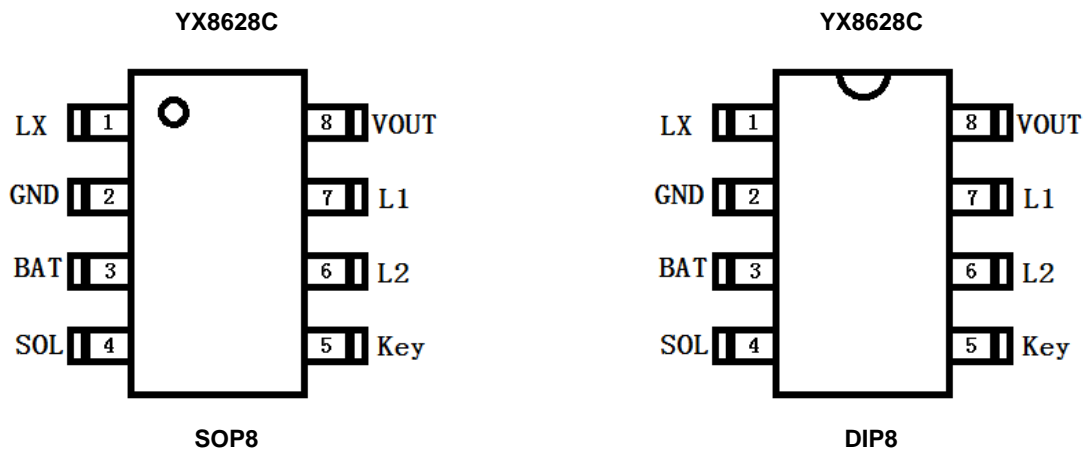 YX8628C
LX 1 8 VOUT
GND 2 7 L1
BAT 3 6 L2
SOL 4 5 Key
SOP8
YX8628C
LX 1 8 VOUT
GND 2 7 L1
BAT 3 6 L2
SOL 4 5 Key
DIP8